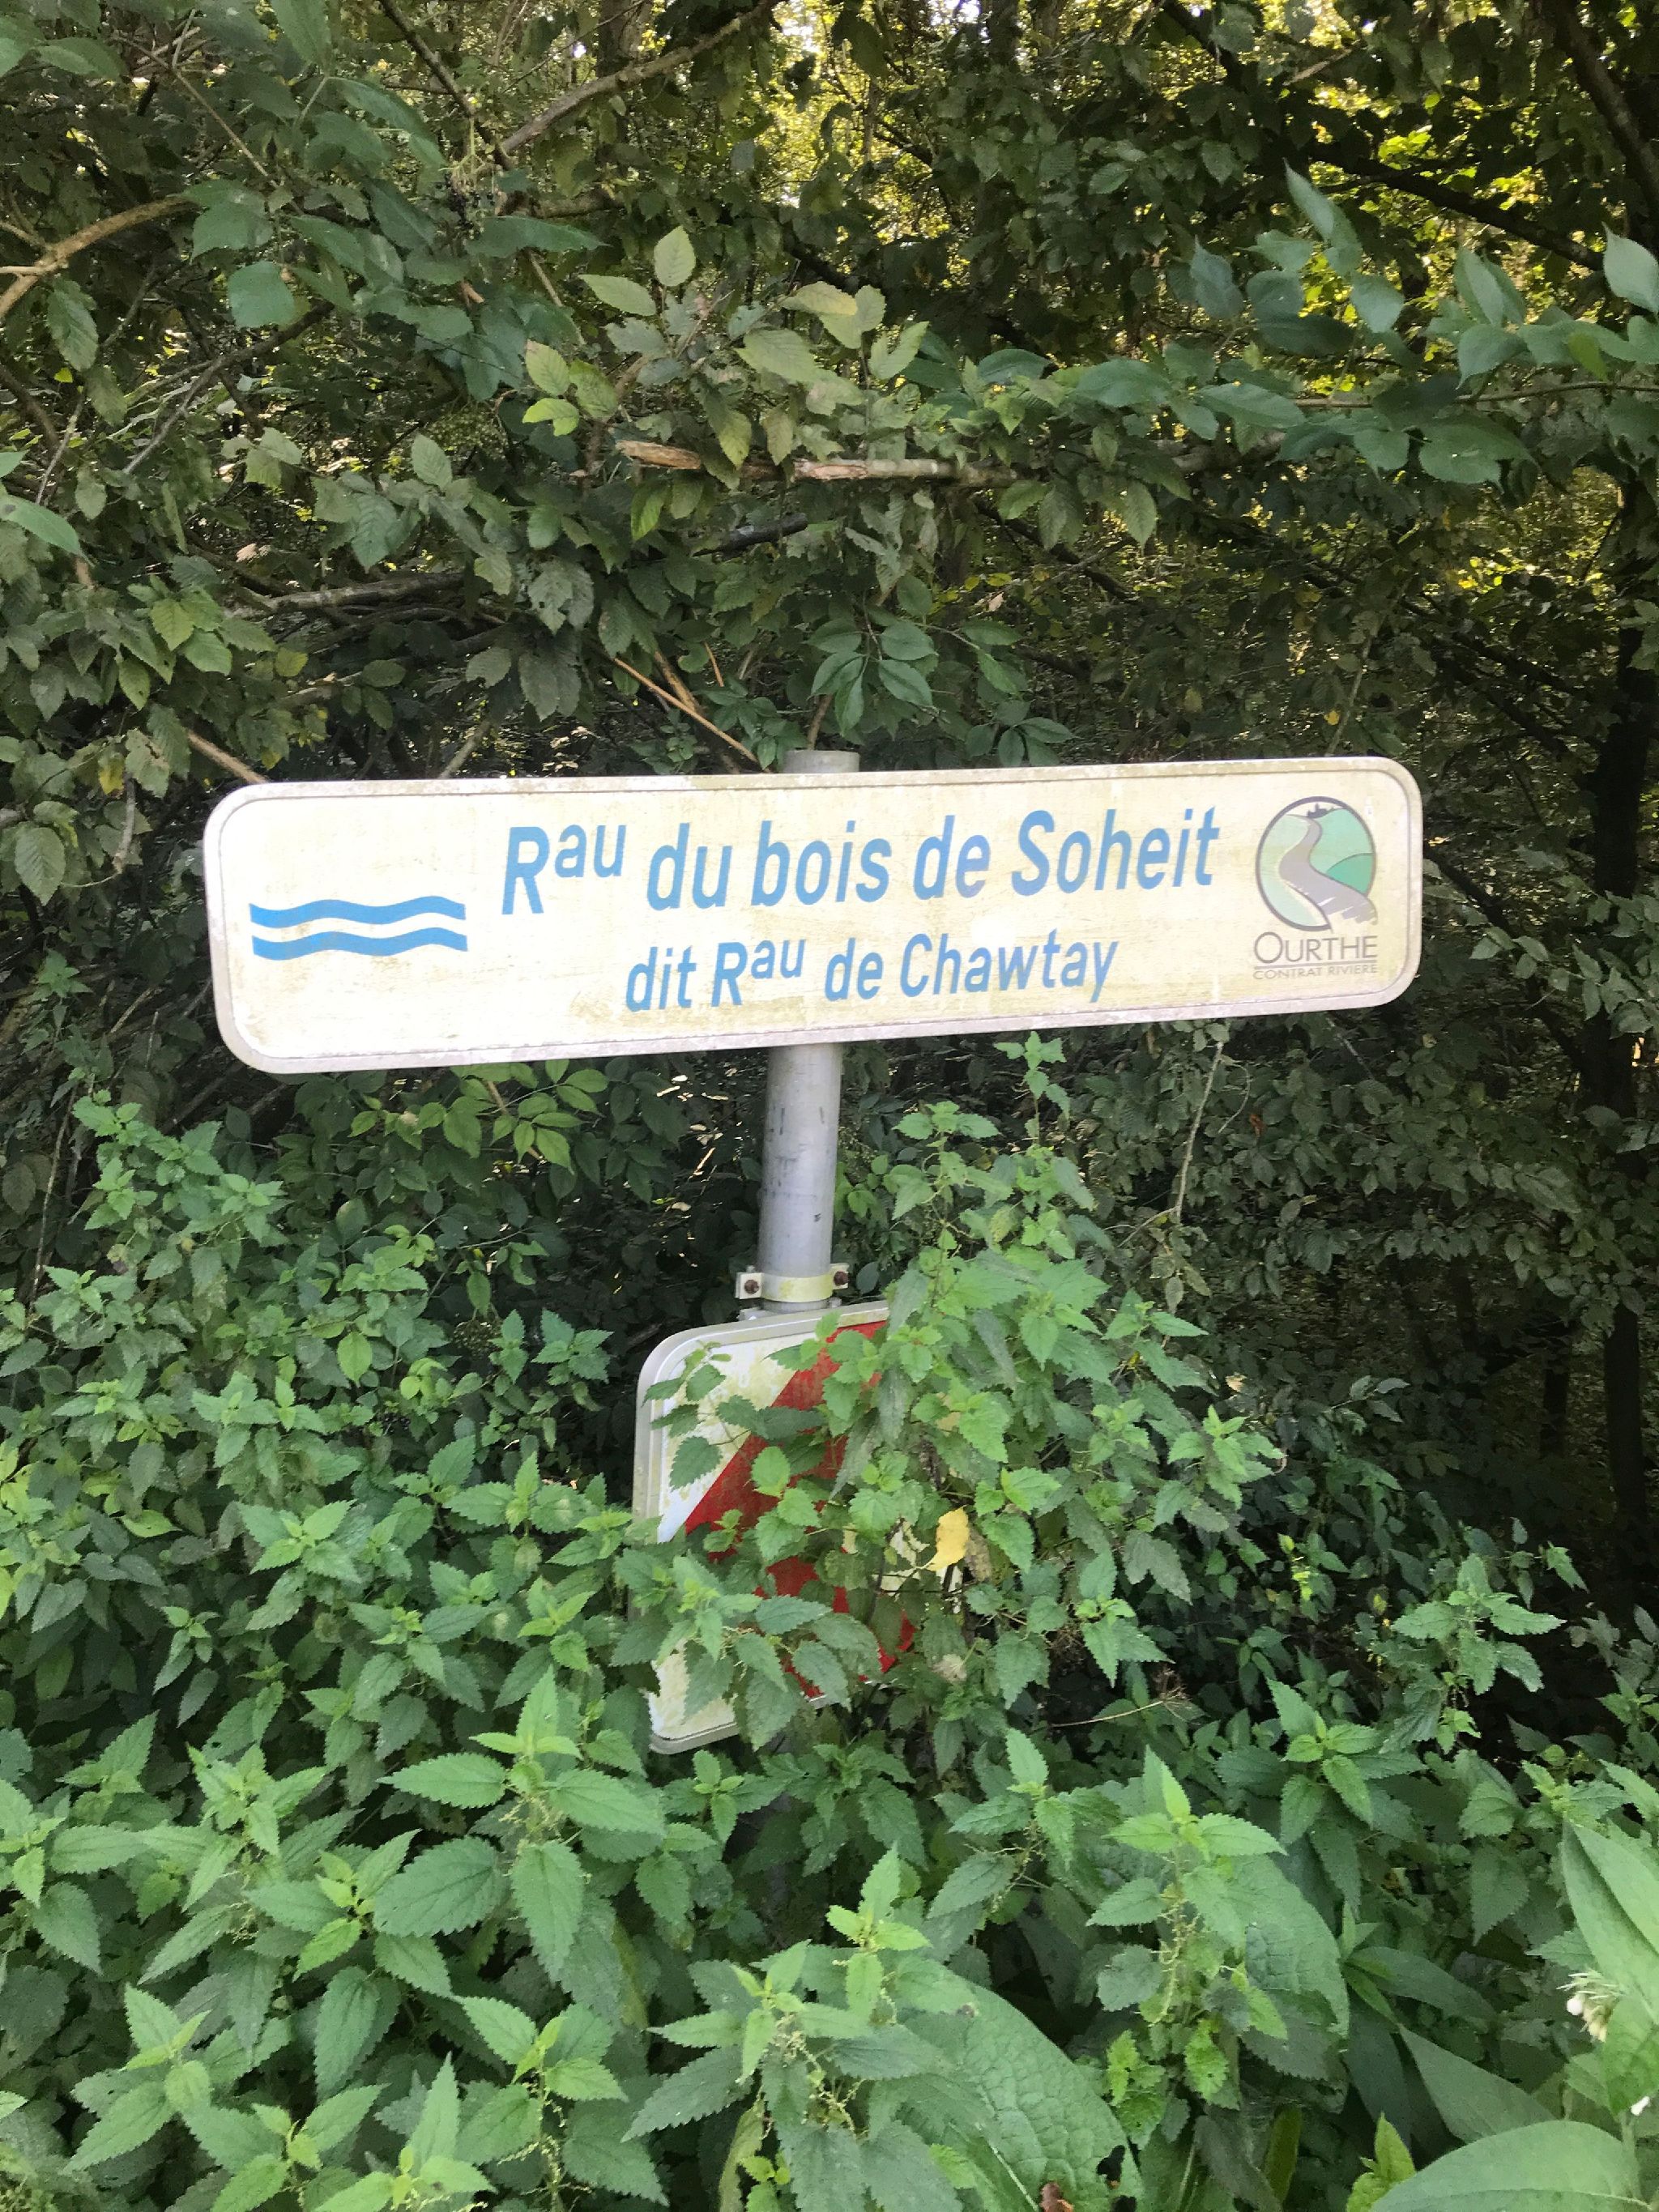 Rau du bois de Soheit
dit Rau de Chawtay
OURTHE
CONTRAT RIVIERE